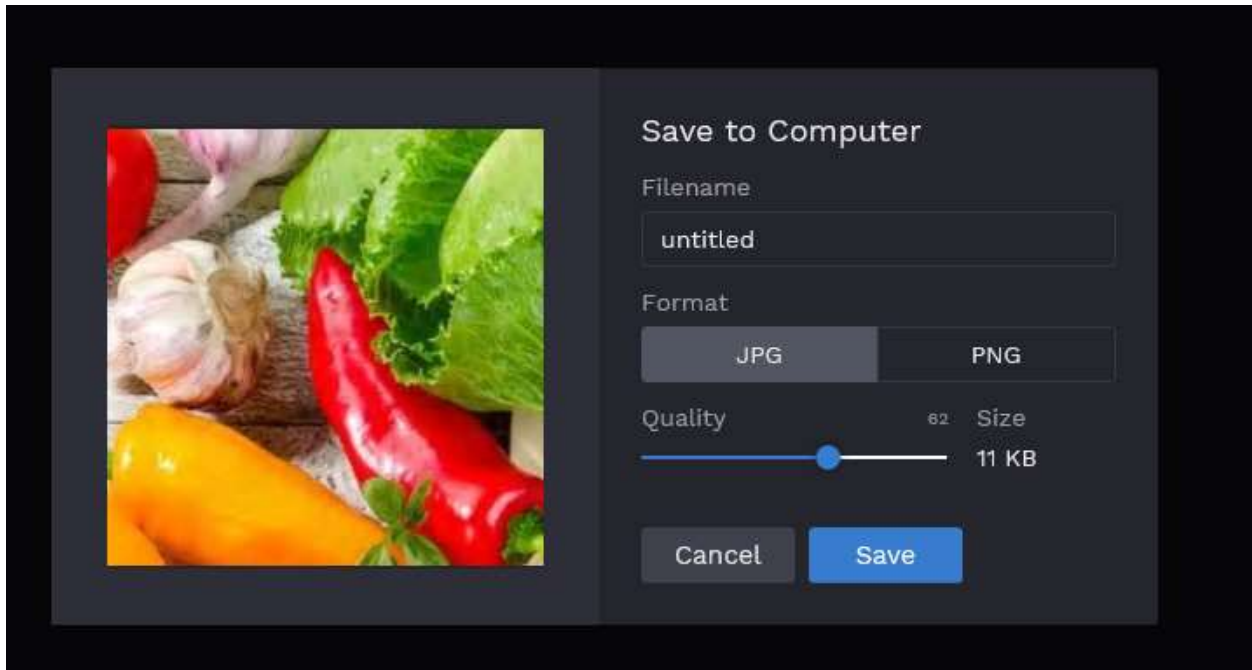 Save to Computer
Filename
untitled
Format
JPG PNG
Quality 62 Size
11 KB
Cancel Save